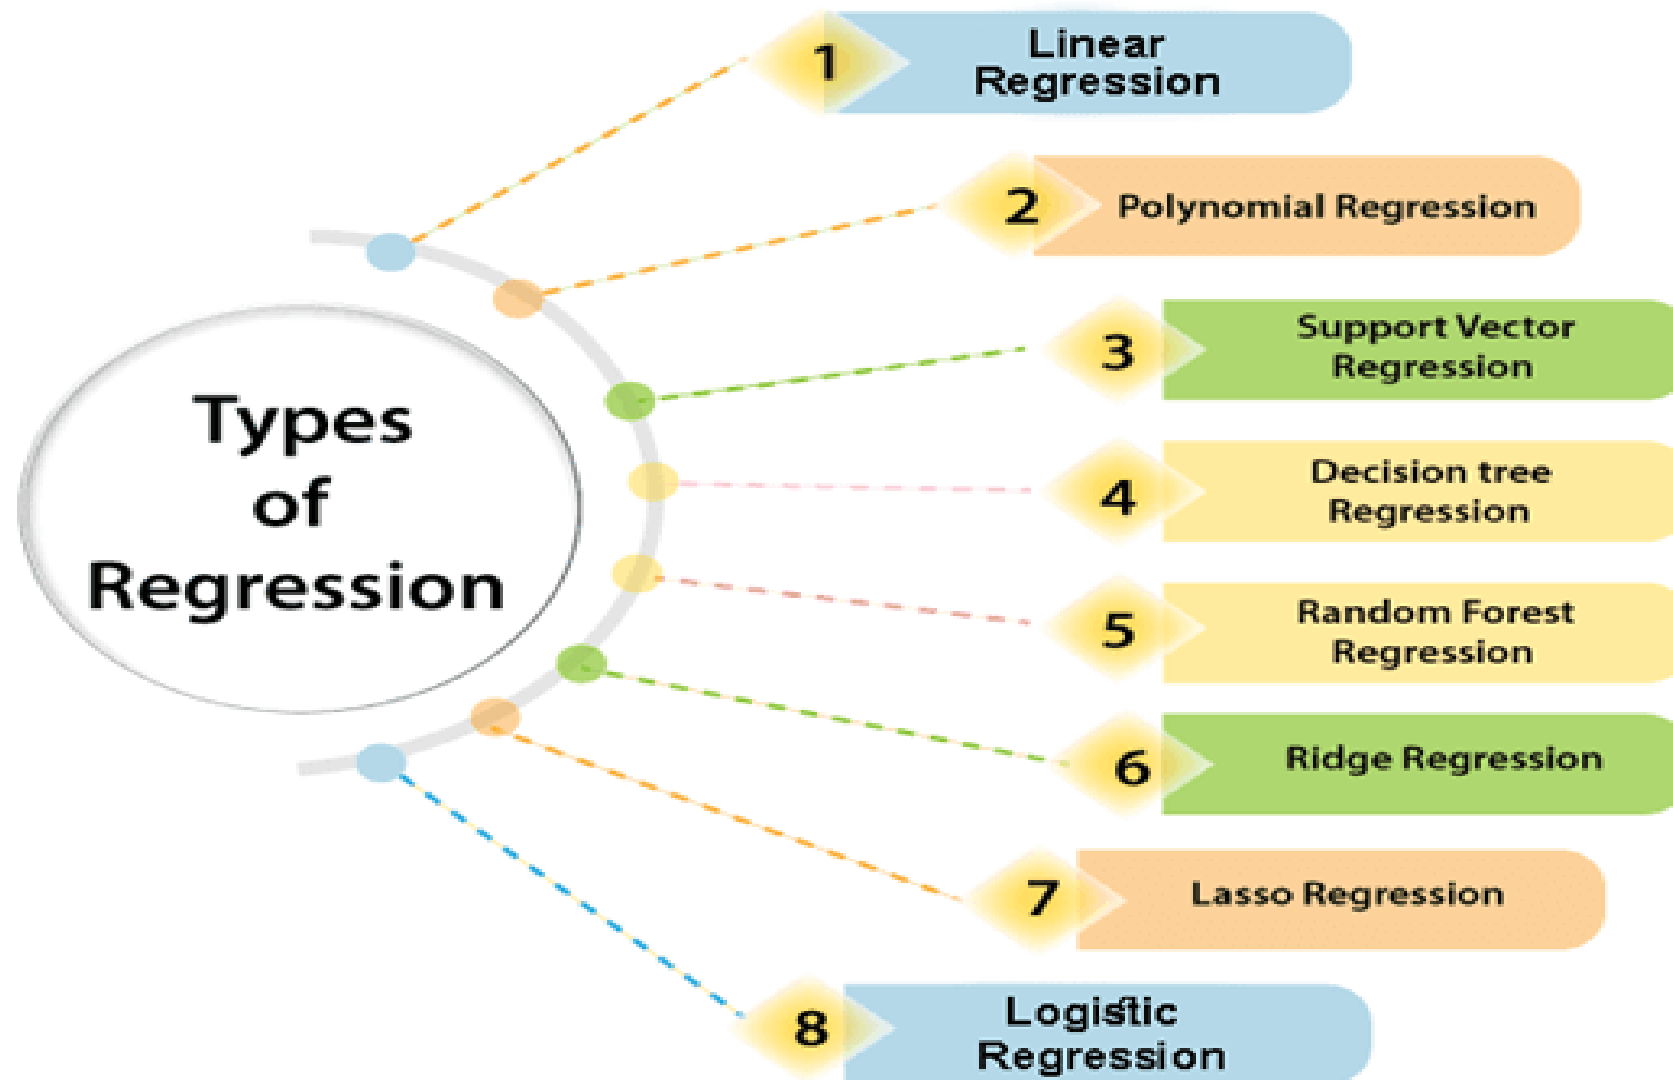 Types
of
Regression
1
Linear
Regression
2
Polynomial Regression
3
Support Vector
Regression
4
Decision tree
Regression
5
Random Forest
Regression
6
Ridge Regression
7
Lasso Regression
8
Logistic
Regression